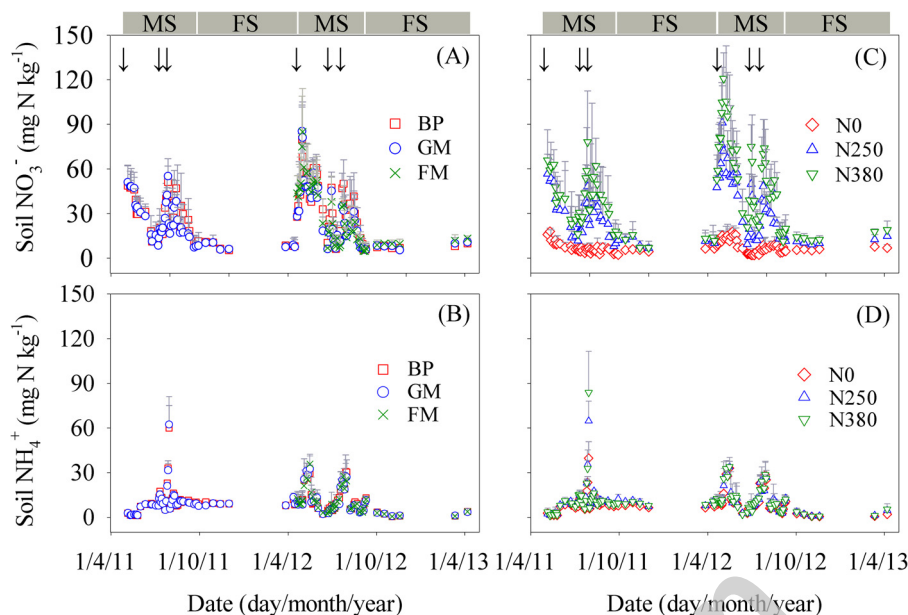 MS FS MS FS MS FS MS FS
150 (A) (C)
120
Soil NO3- (mg N kg-1)
90 BP N0
60 GM N250
30 FM N380
0
150 (B) (D)
120
Soil NH4+ (mg N kg-1)
90 BP N0
60 GM N250
30 FM N380
0
1/4/11 1/10/11 1/4/12 1/10/12 1/4/13 1/4/11 1/10/11 1/4/12 1/10/12 1/4/13
Date (day/month/year) Date (day/month/year)